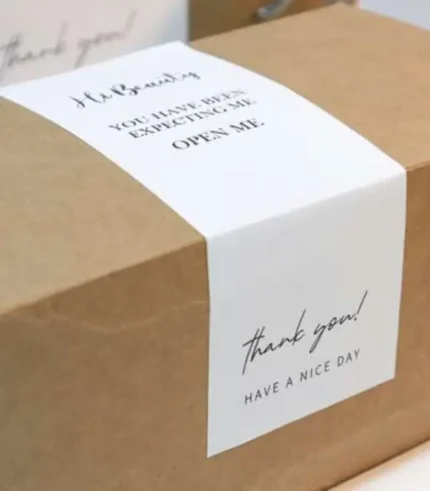 thank you!
Hi Beauty
YOU HAVE BEEN
EXPECTING ME
OPEN ME
thank you!
HAVE A NICE DAY